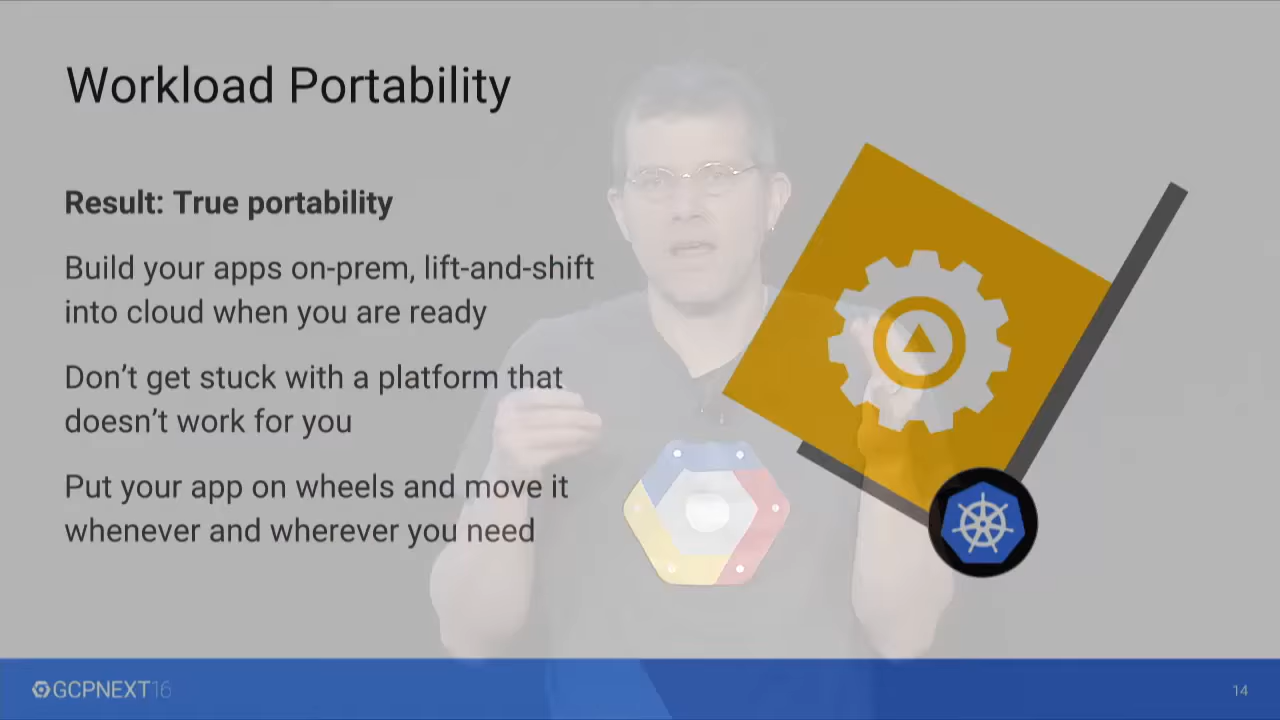 Workload Portability
Result: True portability
Build your apps on-prem, lift-and-shift
into cloud when you are ready
Don't get stuck with a platform that
doesn't work for you
Put your app on wheels and move it
whenever and wherever you need
GCPNEXT16
14